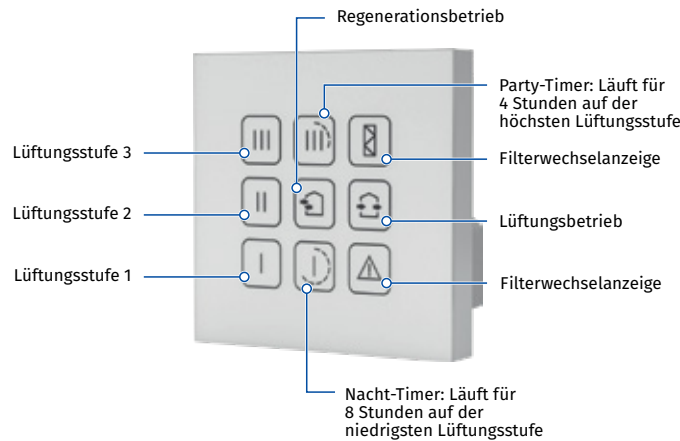 Regenerationsbetrieb
Party-Timer: Läuft für
4 Stunden auf der
höchsten Lüftungsstufe
Lüftungsstufe 3
Filterwechselanzeige
Lüftungsstufe 2
Lüftungsbetrieb
Lüftungsstufe 1
Filterwechselanzeige
Nacht-Timer: Läuft für
8 Stunden auf der
niedrigsten Lüftungsstufe